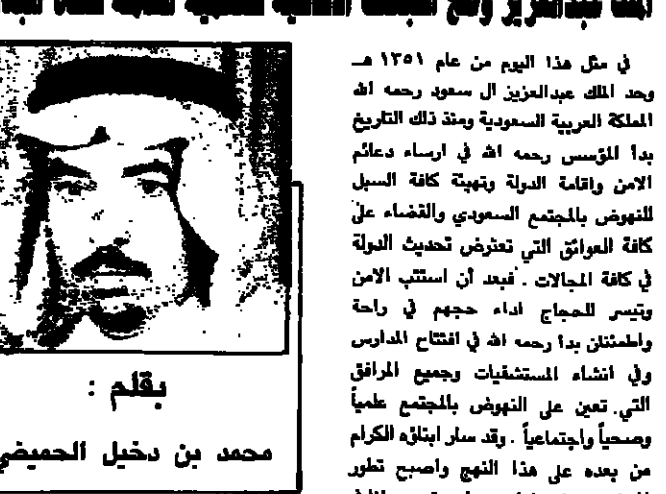 الملك عبدالعزيز وضع
في مثل هذا اليوم من عام ١٣٥١ هـ
وحد الملك عبدالعزيز ال سعود رحمه الله
المملكة العربية السعودية ومنذ ذلك التاريخ
بدأ المؤسس رحمه الله في ارساء دعائم
الامن واقامة الدولة وتهيئة كافة السبل
للنهوض بالمجتمع السعودي والقضاء على
كافة العوائق التي تعترض تحديث الدولة
في كافة المجالات . فبعد أن استتب الامن
وتيسر للحجاج اداء حجهم في راحة
واطمئنان بدأ رحمه الله في افتتاح المدارس
وفي انشاء المستشفيات وجميع المرافق
التي تعين على النهوض بالمجتمع علمياً
وصحياً واجتماعياً . وقد سار ابناؤه الكرام
من بعده على هذا النهج واصبح تطور
بقلم :
محمد بن دخيل الحميضي